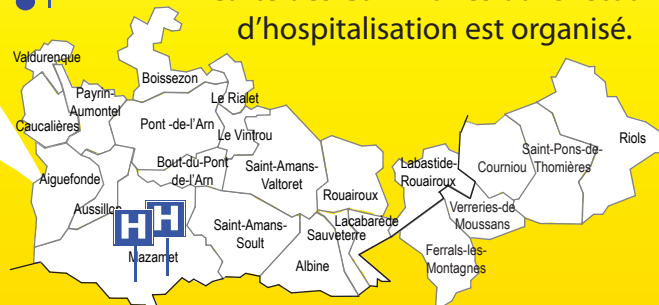 d'hospitalisation est organisé.
Valdurenque
Boissezon
Payrin-
Aumontel
Le Rialet
Caucalières
Pont -de-l'Arn
Le Vintrou
Riols
Saint-Pons-de-
Thomières
Courniou
Bout-du-Pont
de-l'Arn
Saint-Amans-
Valtoret
Labastide-
Rouairoux
Aiguefonde
Rouairoux
Aussillon
Verreries-de
Moussans
Lacabarède
Saint-Amans-
Soult
Sauveterre
H
H
Mazamet
Albine
Ferrals-les-
Montagnes